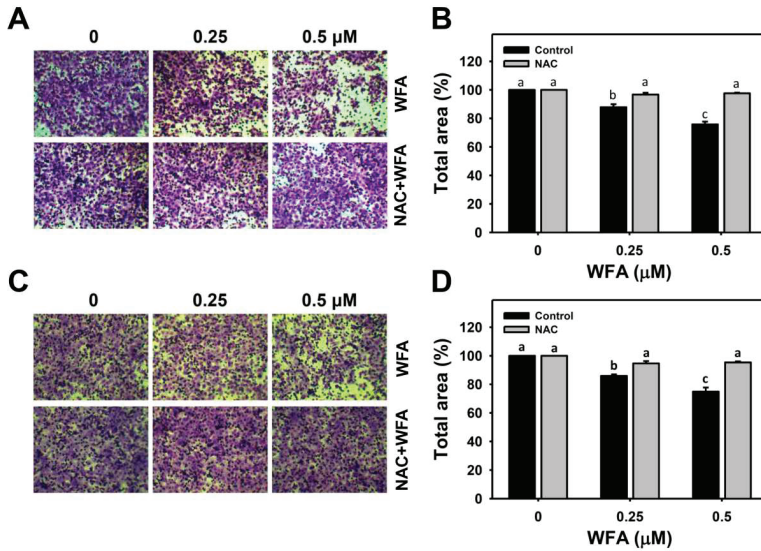 A
0 0.25 0.5 µM
WFA
NAC+WFA
B
Control
NAC
Total area (%)
120
100
80
60
40
20
0
a a b a c a
0 0.25 0.5
WFA (µM)
C
0 0.25 0.5 µM
WFA
NAC+WFA
D
Control
NAC
Total area (%)
120
100
80
60
40
20
0
a a b a c a
0 0.25 0.5
WFA (µM)